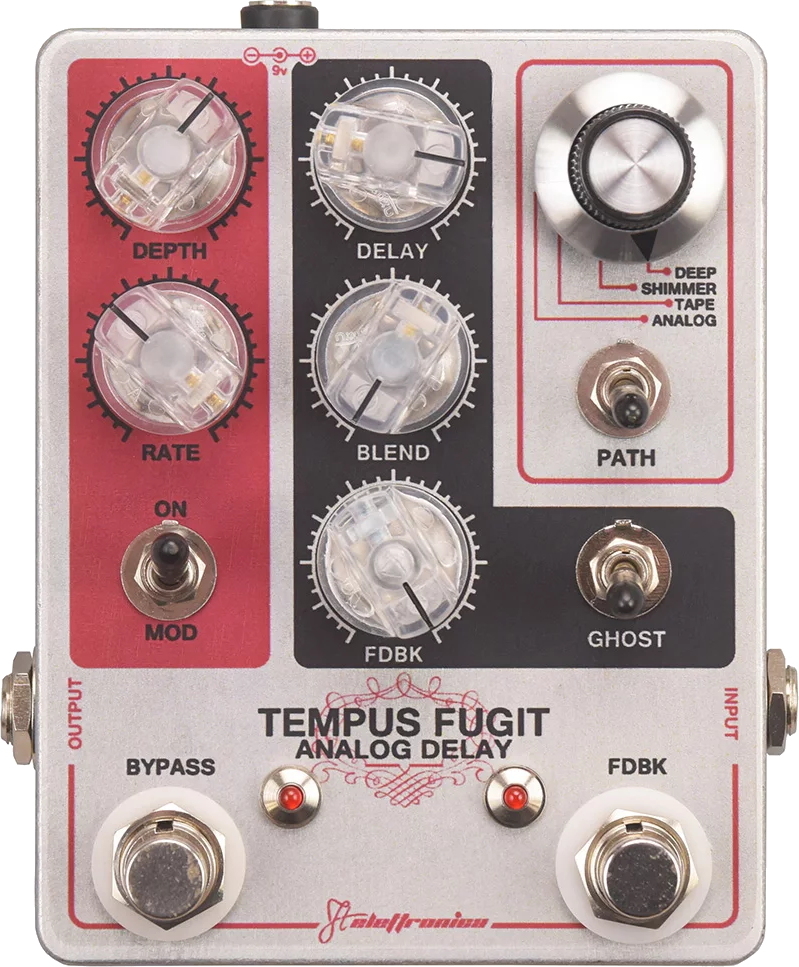 9v
DEPTH
DELAY
DEEP
SHIMMER
TAPE
ANALOG
RATE
BLEND
PATH
ON
MOD
FDBK
GHOST
OUTPUT
INPUT
TEMPUS FUGIT
ANALOG DELAY
BYPASS
FDBK
JTelettronica